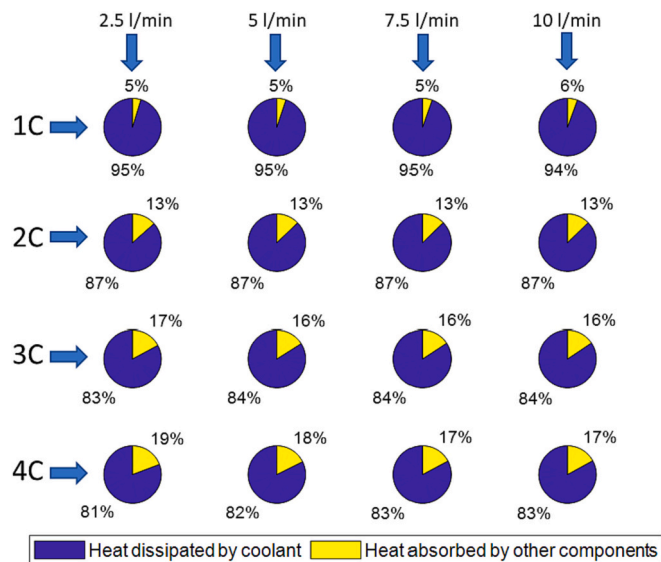 2.5 l/min 5 l/min 7.5 l/min 10 l/min
5% 5% 5% 6%
1C
95% 95% 95% 94%
13% 13% 13% 13%
2C
87% 87% 87% 87%
17% 16% 16% 16%
3C
83% 84% 84% 84%
19% 18% 17% 17%
4C
81% 82% 83% 83%
Heat dissipated by coolant Heat absorbed by other components